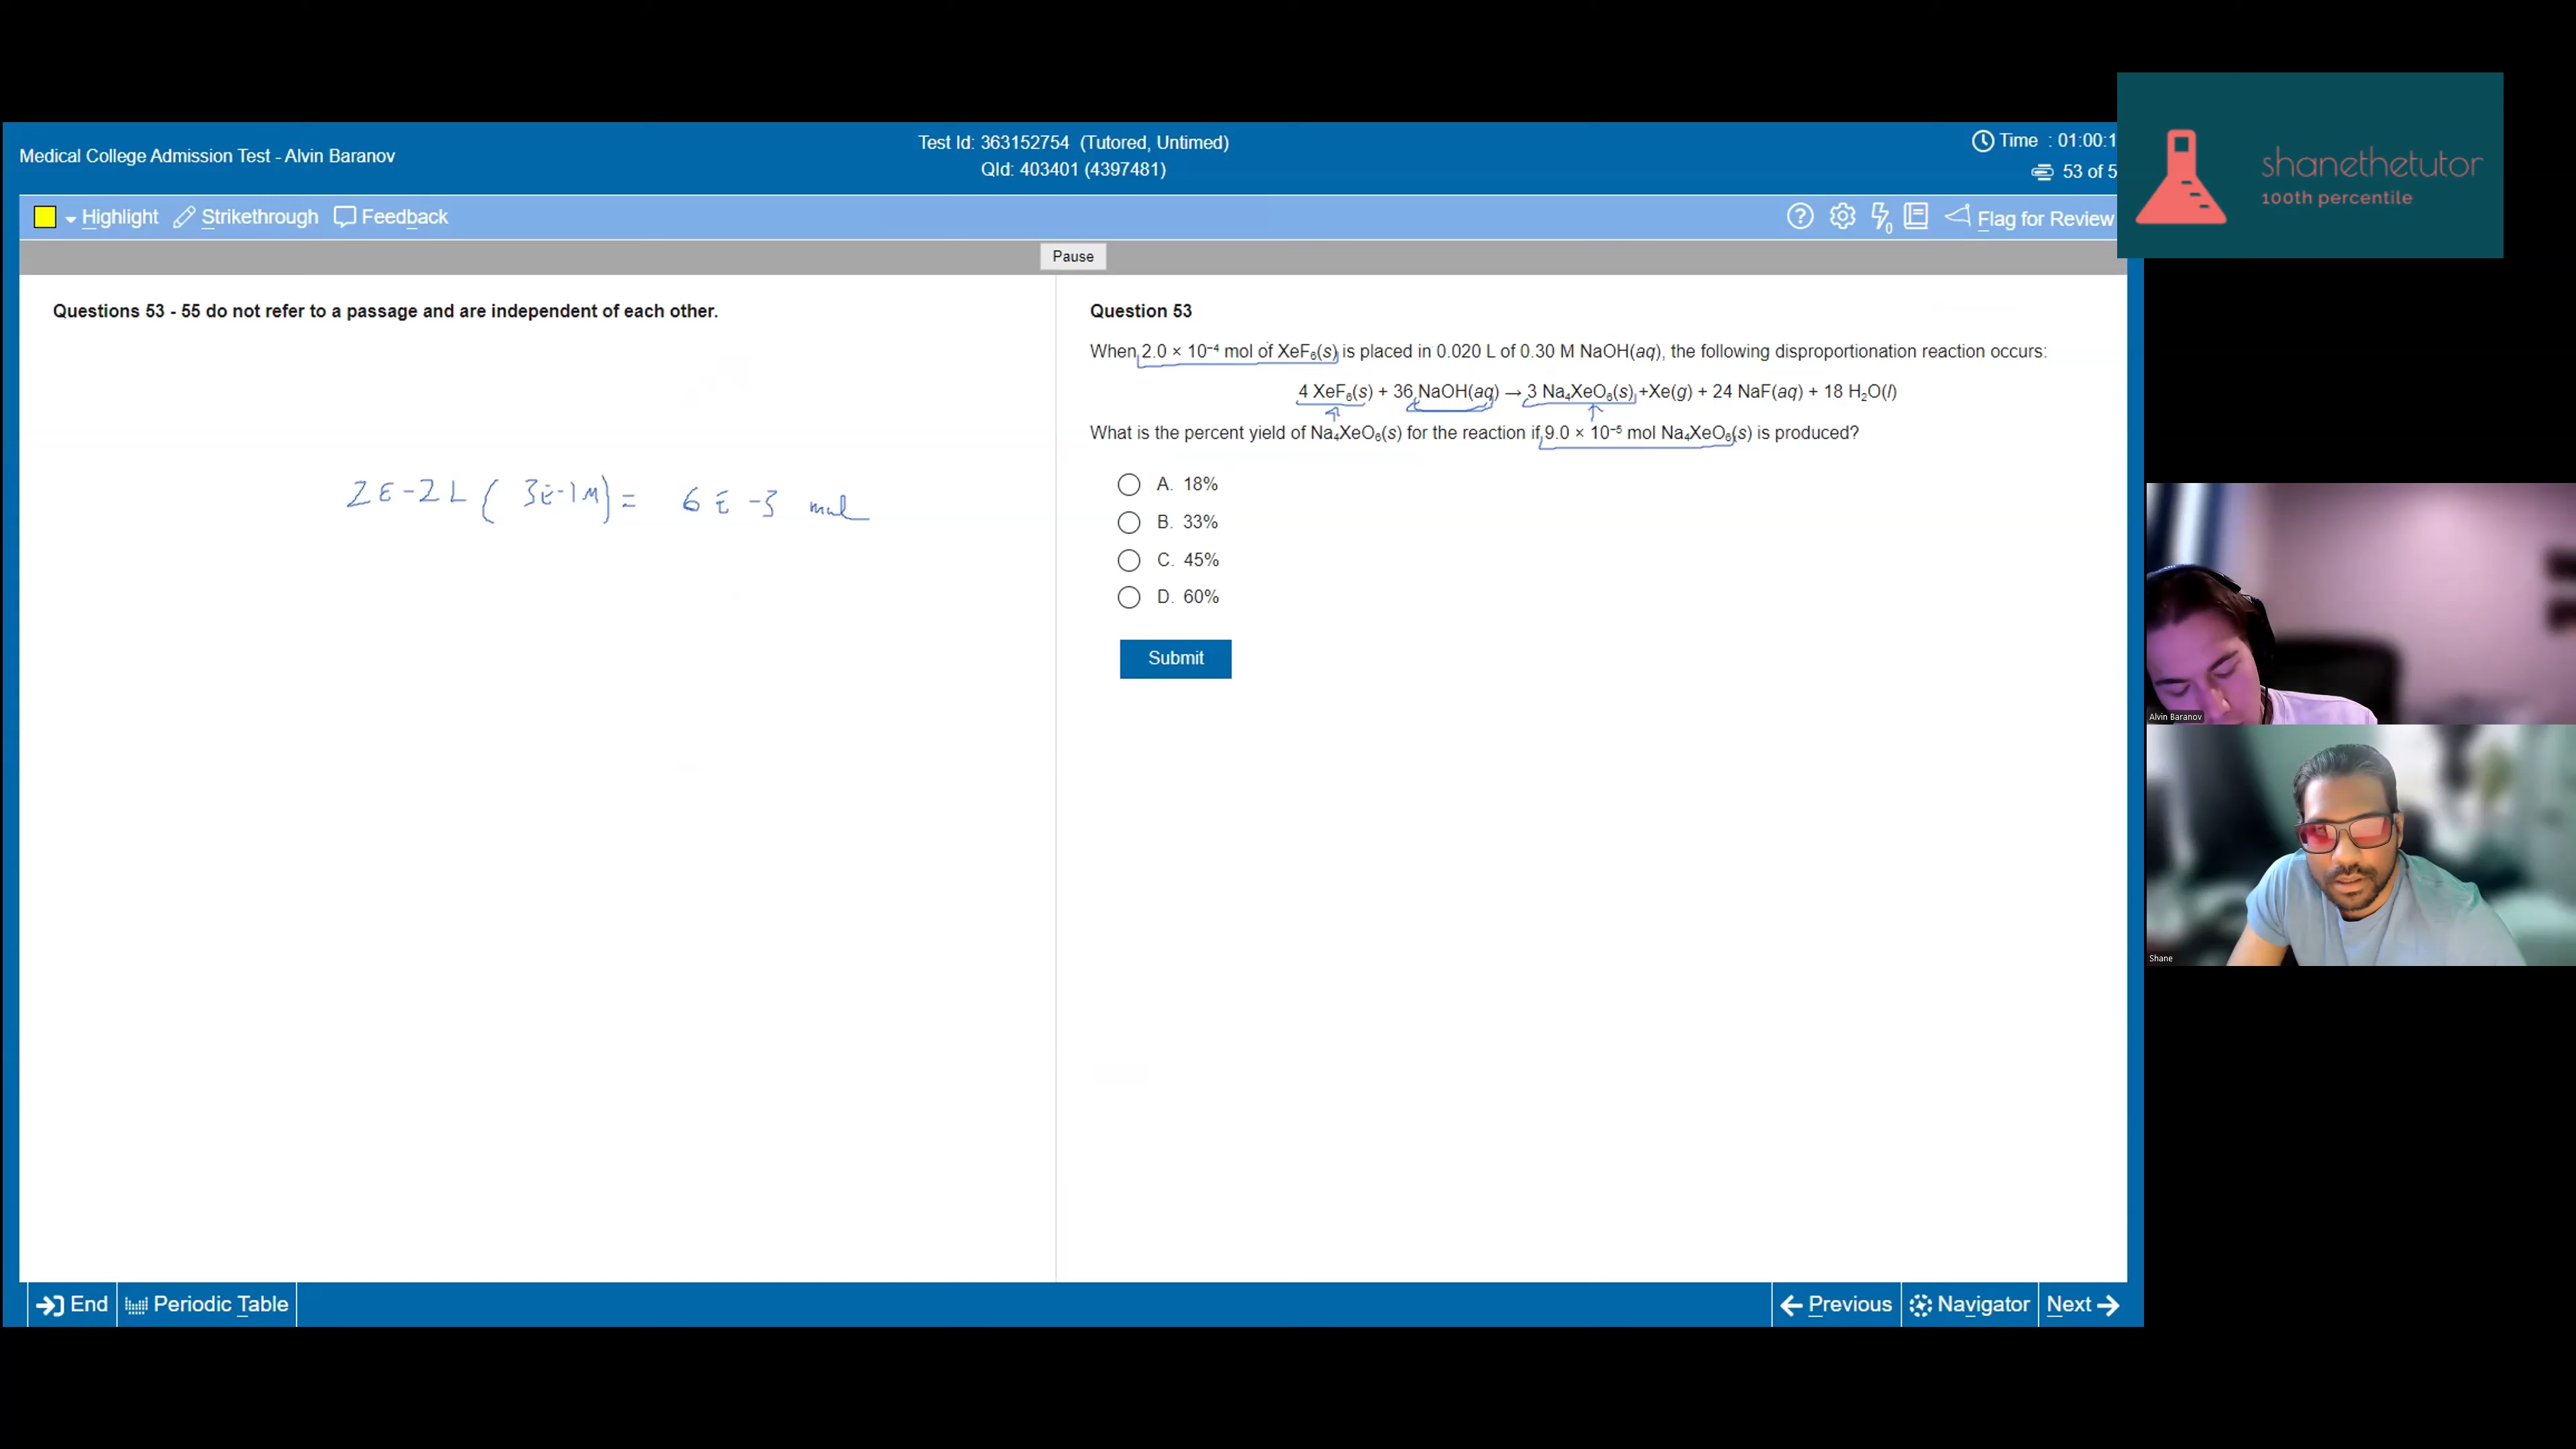 shanethetutor
100th percentile
Medical College Admission Test - Alvin Baranov
Test Id: 363152754 (Tutored, Untimed)
QId: 403401 (4397481)
Time : 01:00:1
53 of 5
Highlight Strikethrough Feedback
0 Flag for Review
Pause
Questions 53 - 55 do not refer to a passage and are independent of each other.
2E-2L ( 3E-1M) = 6E-3 mol
Question 53
When 2.0 × 10⁻⁴ mol of XeF₆(s) is placed in 0.020 L of 0.30 M NaOH(aq), the following disproportionation reaction occurs:
4 XeF₆(s) + 36 NaOH(aq) → 3 Na₄XeO₆(s) +Xe(g) + 24 NaF(aq) + 18 H₂O(l)
What is the percent yield of Na₄XeO₆(s) for the reaction if 9.0 × 10⁻⁵ mol Na₄XeO₆(s) is produced?
A. 18%
B. 33%
C. 45%
D. 60%
Submit
Alvin Baranov
Shane
End Periodic Table
Previous Navigator Next